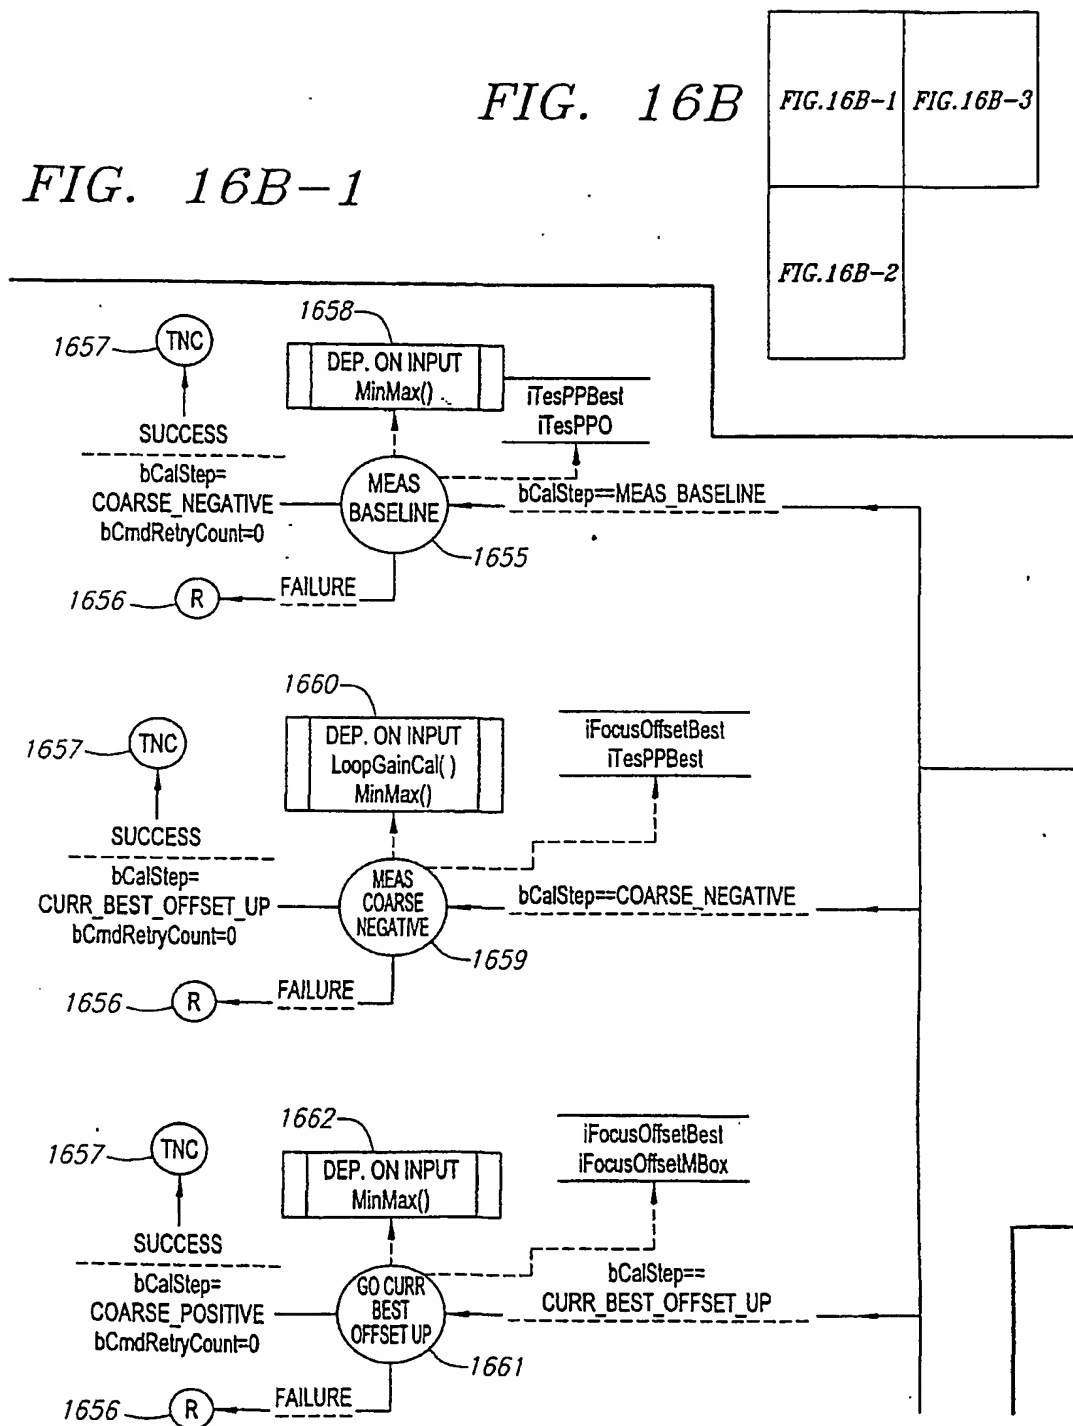 FIG. 16B
FIG.16B-1
FIG.16B-3
FIG.16B-2
FIG. 16B-1
1658
1657
TNC
DEP. ON INPUT
MinMax()
iTesPPBest
iTesPPO
SUCCESS
bCalStep=
COARSE_NEGATIVE
bCmdRetryCount=0
MEAS
BASELINE
bCalStep==MEAS_BASELINE
1655
1656
R
FAILURE
1660
1657
TNC
DEP. ON INPUT
LoopGainCal( )
MinMax()
iFocusOffsetBest
iTesPPBest
SUCCESS
bCalStep=
CURR_BEST_OFFSET_UP
bCmdRetryCount=0
MEAS
COARSE
NEGATIVE
bCalStep==COARSE_NEGATIVE
1659
1656
R
FAILURE
1662
1657
TNC
DEP. ON INPUT
MinMax()
iFocusOffsetBest
iFocusOffsetMBox
SUCCESS
bCalStep=
COARSE_POSITIVE
bCmdRetryCount=0
GO CURR
BEST
OFFSET UP
bCalStep==
CURR_BEST_OFFSET_UP
1661
1656
R
FAILURE